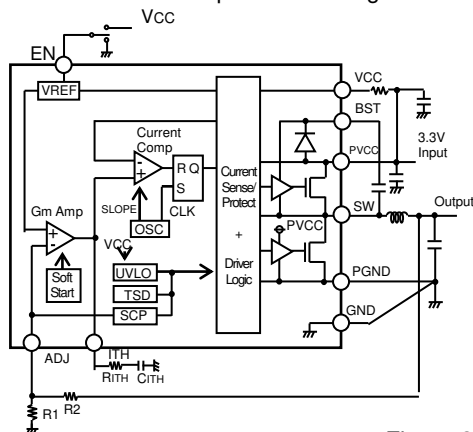 VCC
EN
VREF
VCC
BST
PVCC
3.3V
Input
Current
Comp
Current
Sense/
Protect
+
Driver
Logic
R Q
S
SLOPE
CLK
OSC
Gm Amp
VCC
UVLO
TSD
SCP
Soft
Start
PVCC
SW
Output
PGND
GND
ADJ
ITH
RITH
CITH
R1
R2